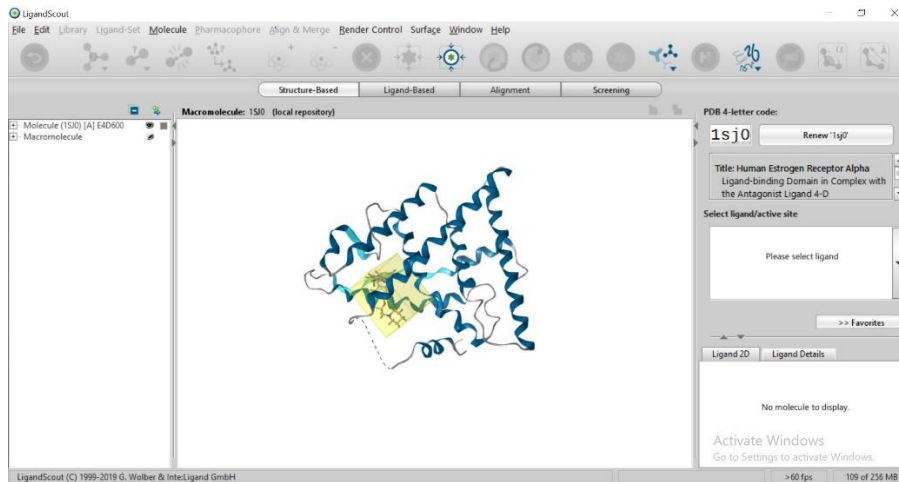 LigandScout
File Edit Library Ligand-Set Molecule Pharmacophore Align & Merge Render Control Surface Window Help
Structure-Based Ligand-Based Alignment Screening
Macromolecule: 1SJ0 (local repository)
Molecule (1SJ0) [A] E4D600
Macromolecule
PDB 4-letter code:
1sj0 Renew '1sj0'
Title: Human Estrogen Receptor Alpha
Ligand-binding Domain in Complex with
the Antagonist Ligand 4-D
Select ligand/active site
Please select ligand
>> Favorites
Ligand 2D Ligand Details
No molecule to display.
Activate Windows
Go to Settings to activate Windows.
LigandScout (C) 1999-2019 G. Wolber & Inte:Ligand GmbH >60 fps 109 of 256 MB